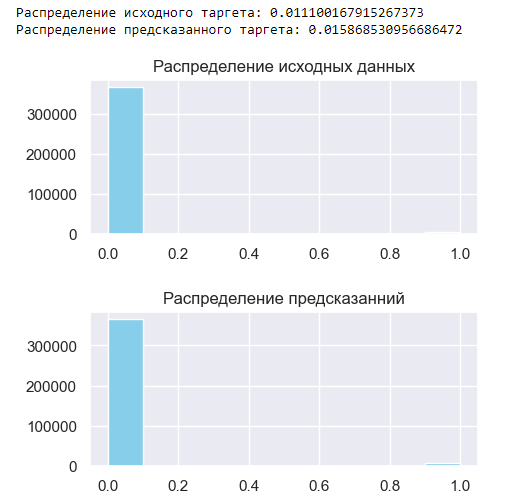 Распределение исходного таргета: 0.011100167915267373
Распределение предсказанного таргета: 0.015868530956686472
Распределение исходных данных
300000
200000
100000
0
0.0 0.2 0.4 0.6 0.8 1.0
Распределение предсказанний
300000
200000
100000
0
0.0 0.2 0.4 0.6 0.8 1.0